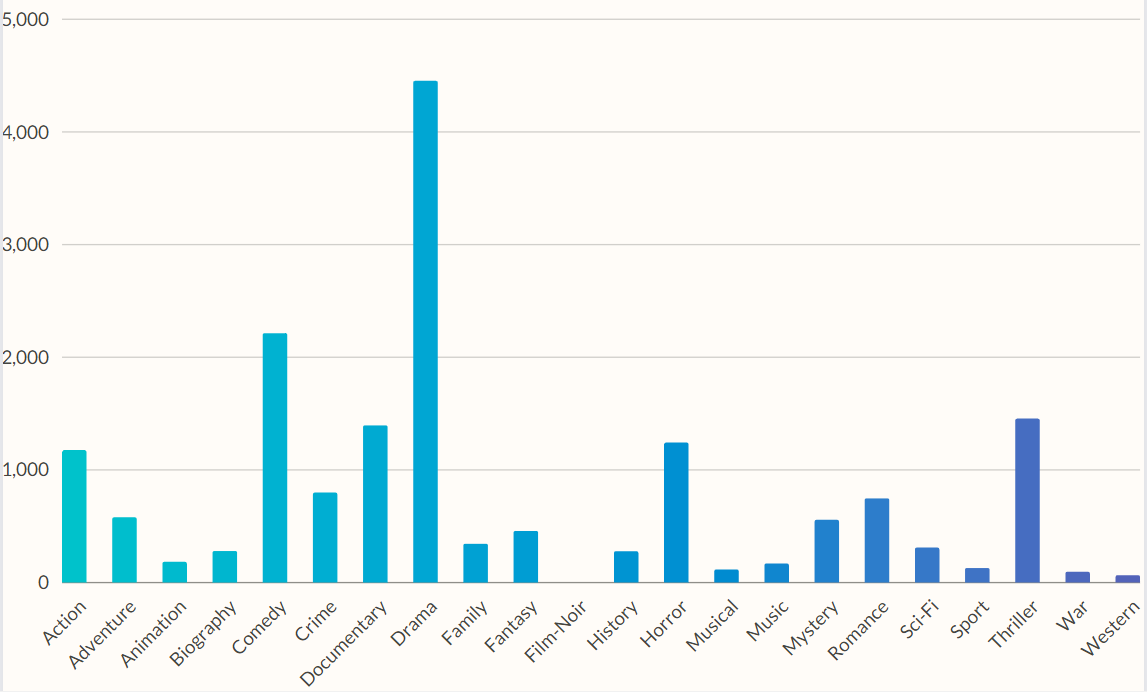 5,000
4,000
3,000
2,000
1,000
0
Action
Adventure
Animation
Biography
Comedy
Crime
Documentary
Drama
Family
Fantasy
Film-Noir
History
Horror
Musical
Music
Mystery
Romance
Sci-Fi
Sport
Thriller
War
Western